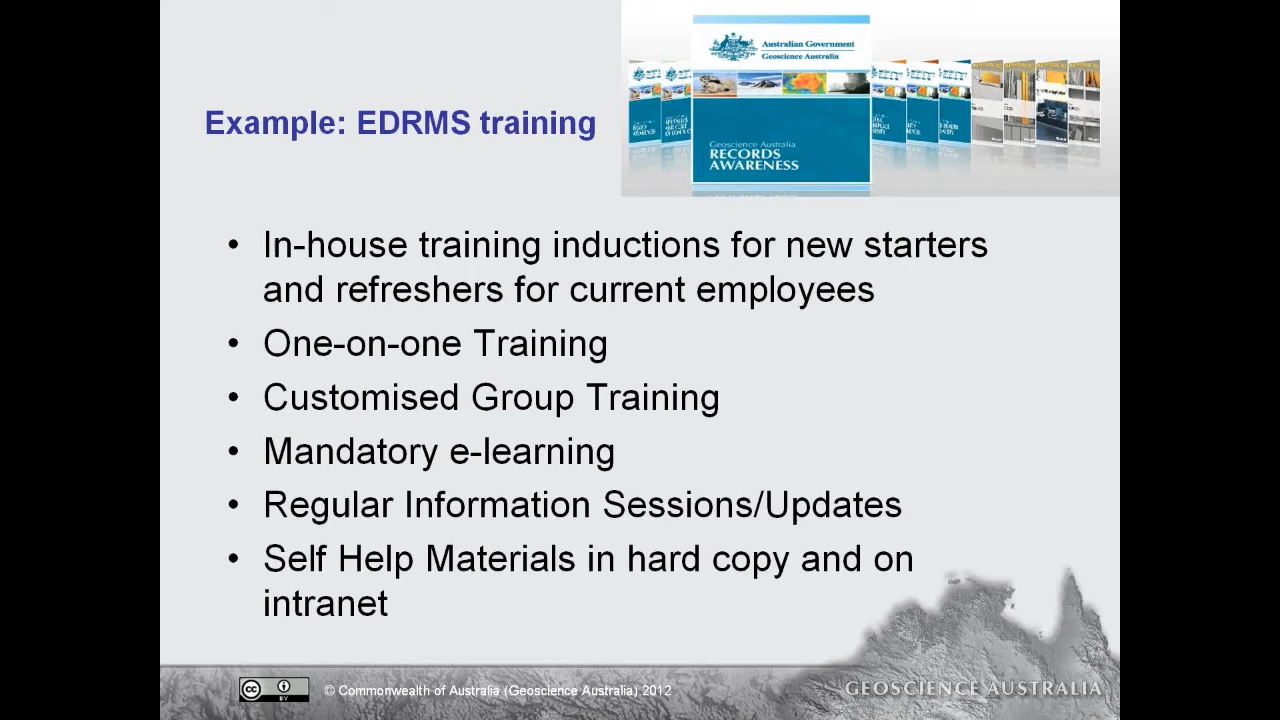 Australian Government
Geoscience Australia
Example: EDRMS training
Geoscience Australia
RECORDS
AWARENESS
• In-house training inductions for new starters
and refreshers for current employees
• One-on-one Training
• Customised Group Training
• Mandatory e-learning
• Regular Information Sessions/Updates
• Self Help Materials in hard copy and on
intranet
cc BY © Commonwealth of Australia (Geoscience Australia) 2012
GEOSCIENCE AUSTRALIA